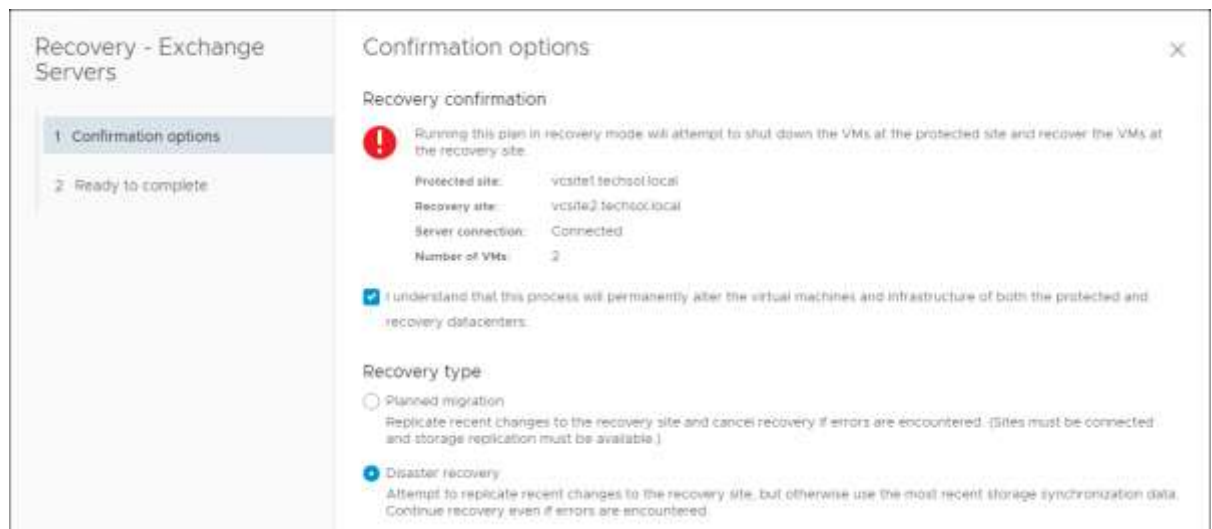 Recovery - Exchange
Servers
1 Confirmation options
2 Ready to complete
Confirmation options
Recovery confirmation
Running this plan in recovery mode will attempt to shut down the VMs at the protected site and recover the VMs at
the recovery site.
Protected site: vcsite1.techsol.local
Recovery site: vcsite2.techsol.local
Server connection: Connected
Number of VMs: 2
I understand that this process will permanently alter the virtual machines and infrastructure of both the protected and
recovery datacenters.
Recovery type
Planned migration
Replicate recent changes to the recovery site and cancel recovery if errors are encountered. (Sites must be connected
and storage replication must be available.)
Disaster recovery
Attempt to replicate recent changes to the recovery site, but otherwise use the most recent storage synchronization data.
Continue recovery even if errors are encountered.